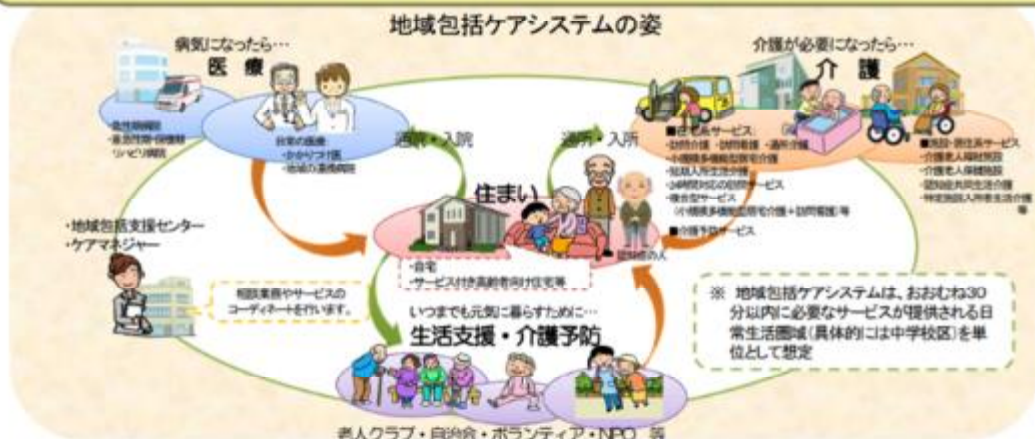 地域包括ケアシステムの姿
病気になったら…
医療
・急性期病院
・亜急性期・回復期
リハビリ病院
日常の医療:
・かかりつけ医
・地域の連携病院
通院・入院
介護が必要になったら…
介護
通所・入所
■在宅系サービス:
・訪問介護・訪問看護・通所介護
・小規模多機能型居宅介護
・短期入所生活介護
・24時間対応の訪問サービス
・複合型サービス
(小規模多機能型居宅介護+訪問看護)等
■介護予防サービス
■施設・居住系サービス
・介護老人福祉施設
・介護老人保健施設
・認知症共同生活介護
・特定施設入所者生活介護
等
住まい
認知症の人
・自宅
・サービス付き高齢者向け住宅等
・地域包括支援センター
・ケアマネジャー
相談業務やサービスの
コーディネートを行います。
いつまでも元気に暮らすために…
生活支援・介護予防
老人クラブ・自治会・ボランティア・NPO 等
※ 地域包括ケアシステムは、おおむね30
分以内に必要なサービスが提供される日
常生活圏域(具体的には中学校区)を単
位として想定